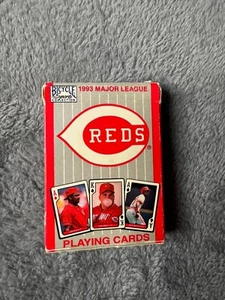 BICYCLE
1993 MAJOR LEAGUE
REDS
PLAYING CARDS